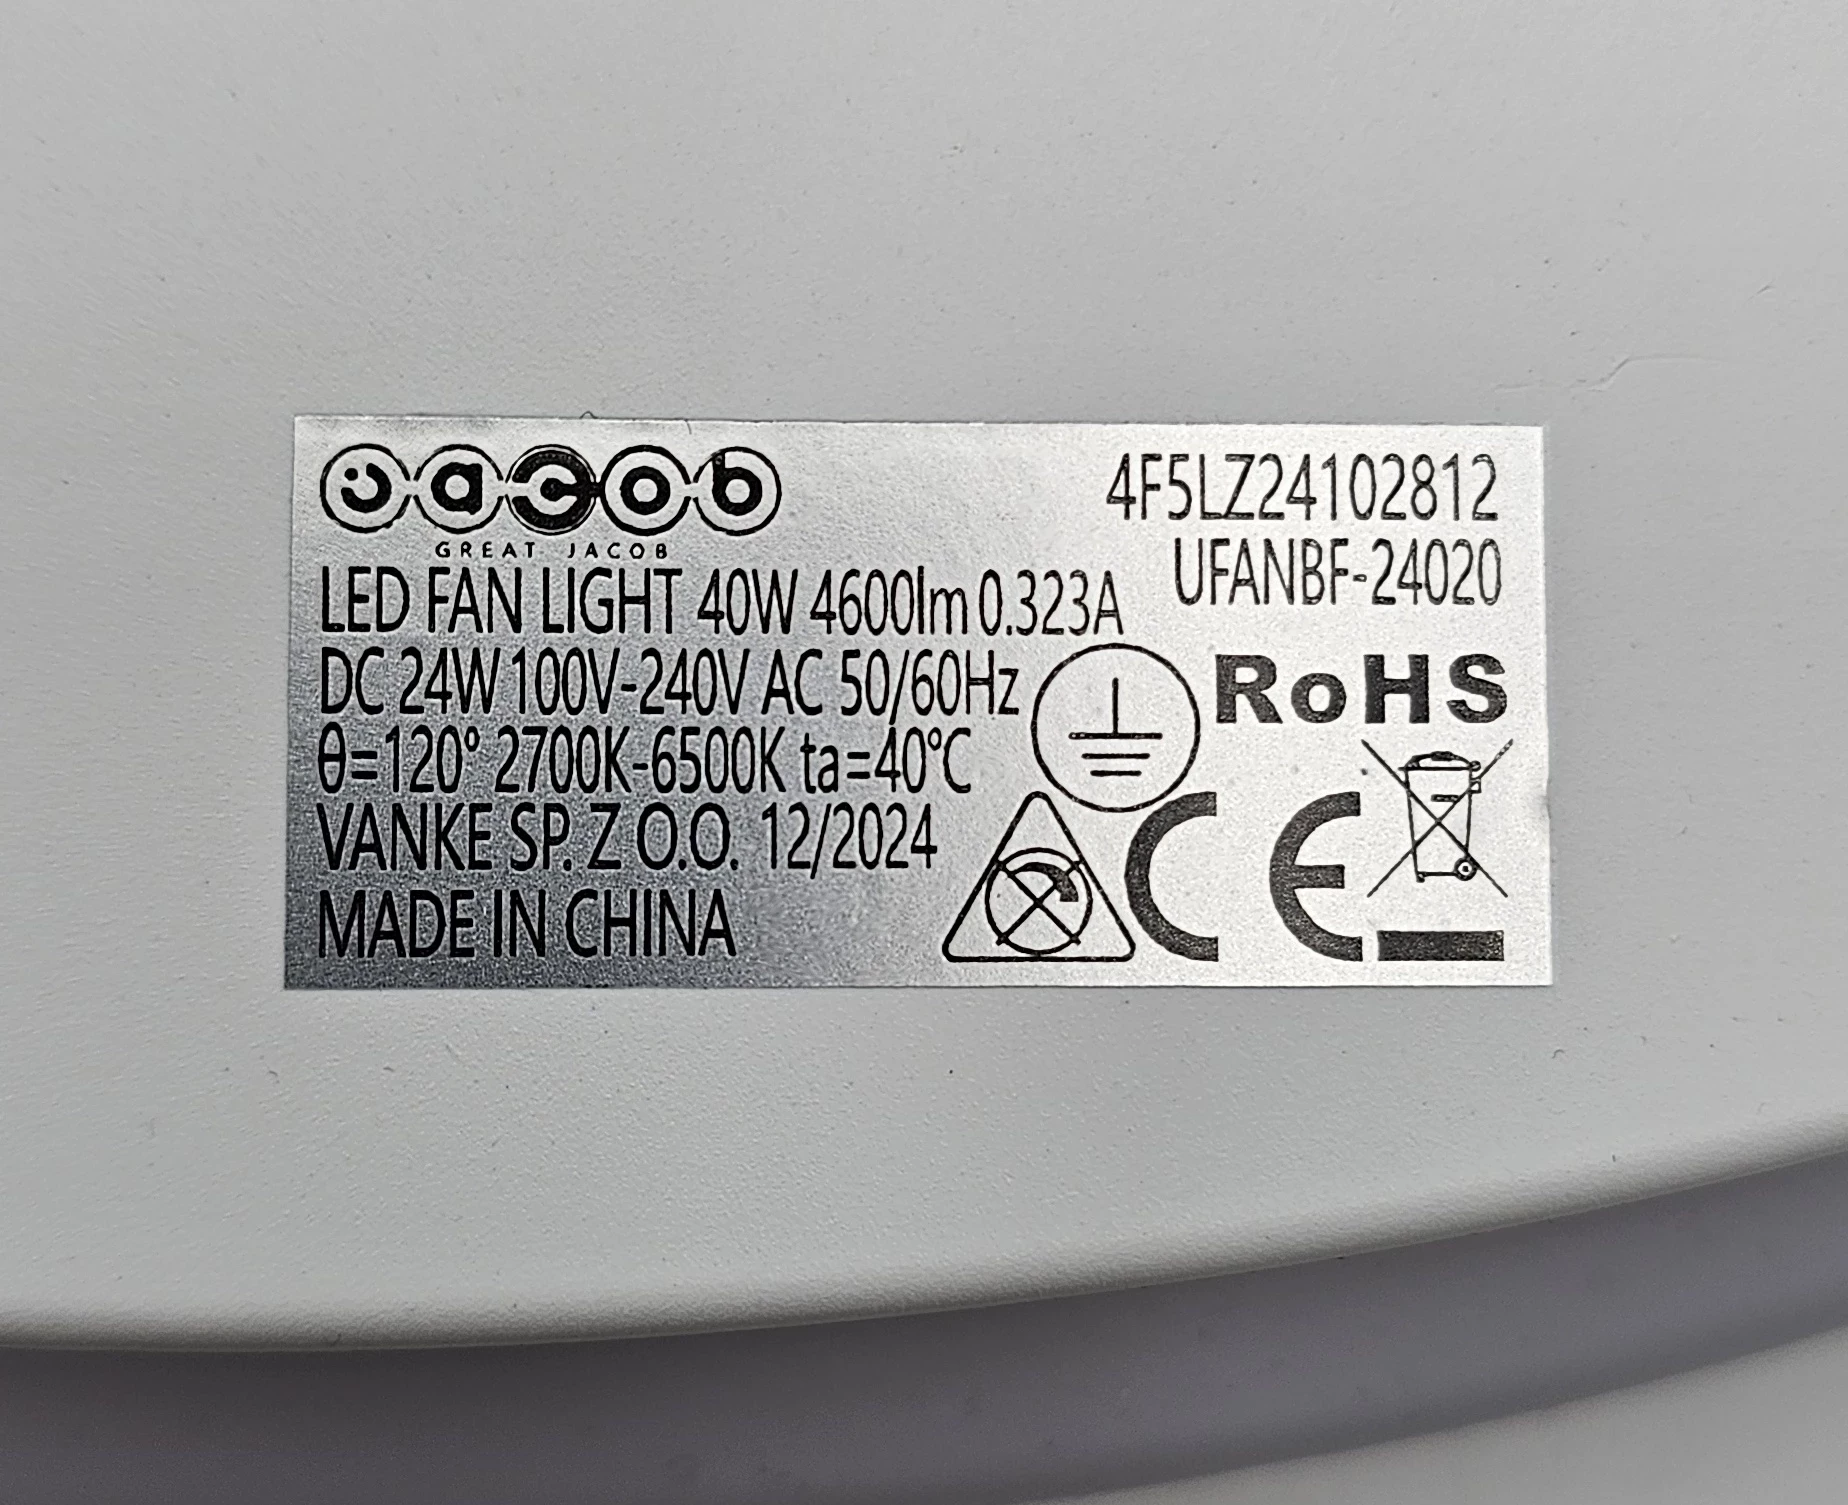 jacob
GREAT JACOB
4F5LZ24102812
UFANBF-24020
LED FAN LIGHT 40W 4600lm 0.323A
DC 24W 100V-240V AC 50/60Hz
θ=120° 2700K-6500K ta=40°C
VANKE SP. Z O.O. 12/2024
MADE IN CHINA
RoHS
CE